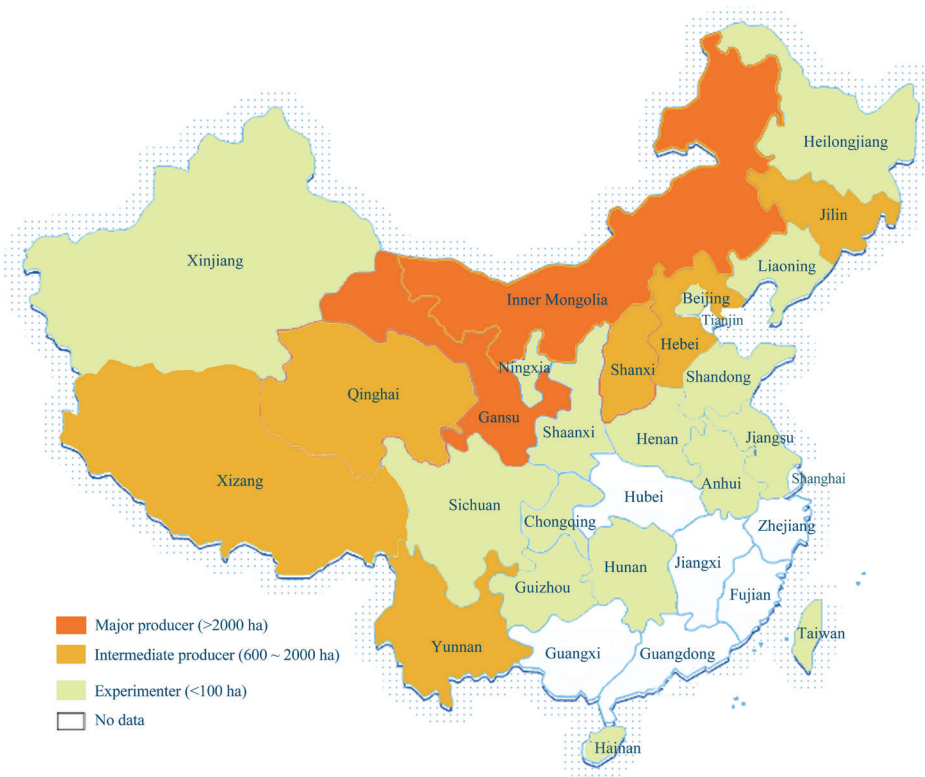 Heilongjiang
Jilin
Xinjiang
Liaoning
Inner Mongolia
Beijing
Tianjin
Hebei
Ningxia
Shanxi
Shandong
Qinghai
Gansu
Shaanxi
Henan
Jiangsu
Xizang
Anhui
Shanghai
Sichuan
Hubei
Chongqing
Zhejiang
Hunan
Jiangxi
Guizhou
Fujian
Major producer (>2000 ha)
Taiwan
Yunnan
Guangxi
Guangdong
Intermediate producer (600 ~ 2000 ha)
Experimenter (<100 ha)
No data
Hainan